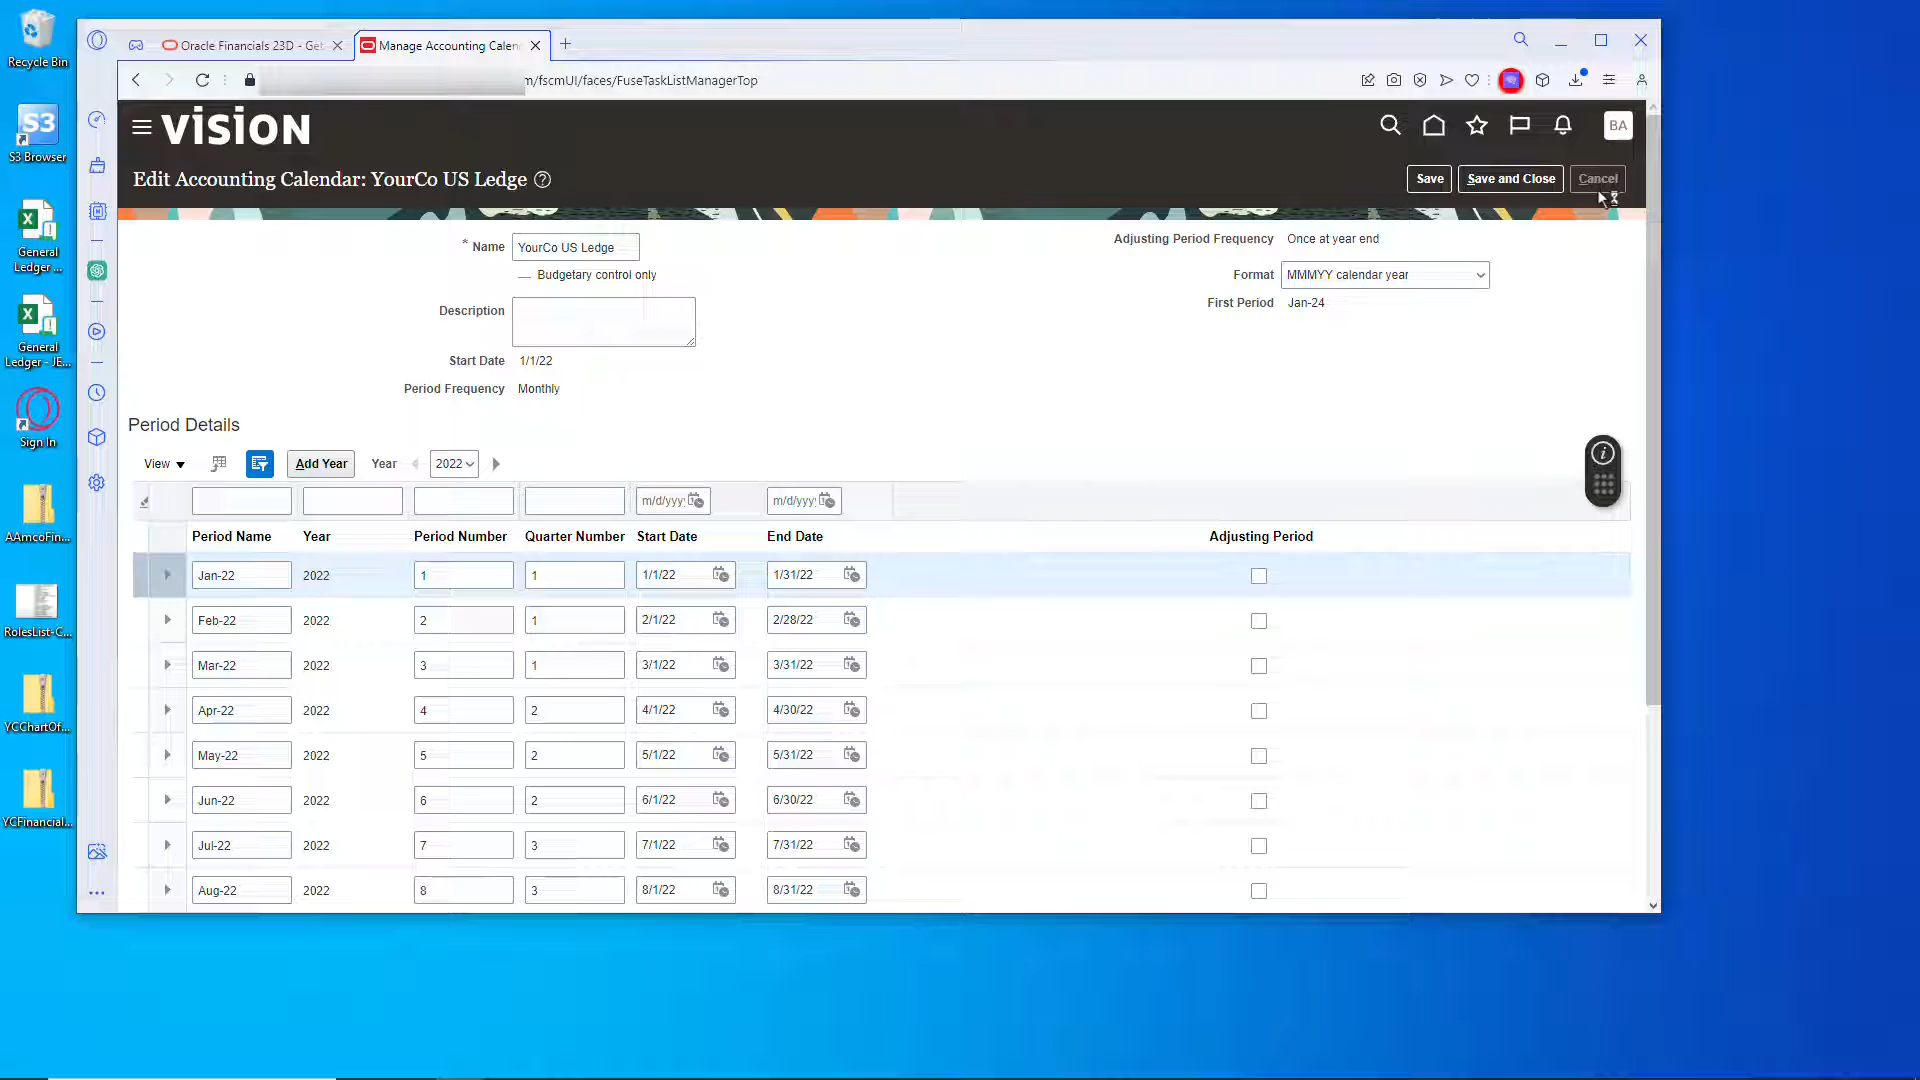 Recycle Bin
S3 Browser
General
Ledger ...
General
Ledger - JE...
Sign In
AAmcoFin...
RolesList-C...
YCChartOf...
YCFinancial...
Oracle Financials 23D - Get
Manage Accounting Calen
m/fscmUI/faces/FuseTaskListManagerTop
VISION
BA
Edit Accounting Calendar: YourCo US Ledge
Save
Save and Close
Cancel
* Name YourCo US Ledge
Budgetary control only
Description
Start Date 1/1/22
Period Frequency Monthly
Adjusting Period Frequency Once at year end
Format MMMYY calendar year
First Period Jan-24
Period Details
View Add Year Year 2022
m/d/yyy m/d/yyy
Period Name Year Period Number Quarter Number Start Date End Date Adjusting Period
Jan-22 2022 1 1 1/1/22 1/31/22
Feb-22 2022 2 1 2/1/22 2/28/22
Mar-22 2022 3 1 3/1/22 3/31/22
Apr-22 2022 4 2 4/1/22 4/30/22
May-22 2022 5 2 5/1/22 5/31/22
Jun-22 2022 6 2 6/1/22 6/30/22
Jul-22 2022 7 3 7/1/22 7/31/22
Aug-22 2022 8 3 8/1/22 8/31/22